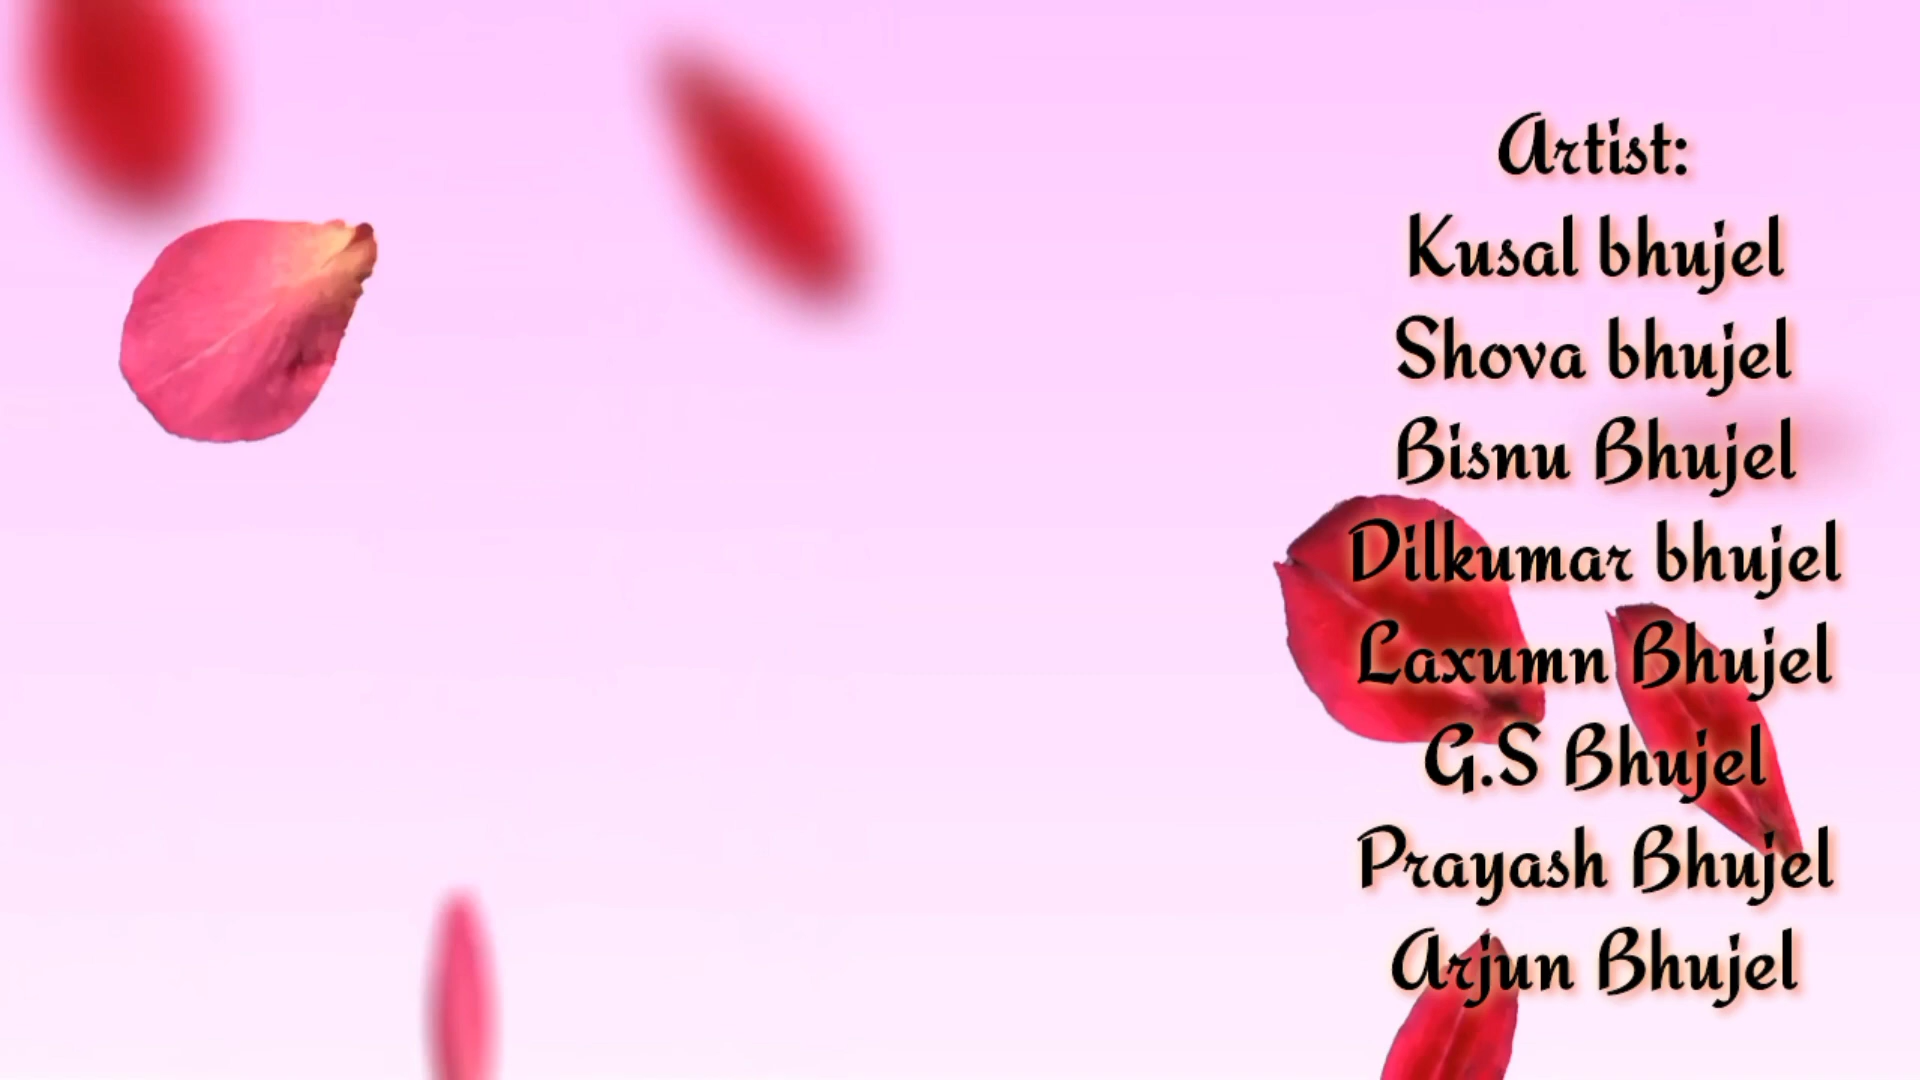 Artist:
Kusal bhujel
Shova bhujel
Bisnu Bhujel
Dilkumar bhujel
Laxumn Bhujel
G.S Bhujel
Prayash Bhujel
Arjun Bhujel